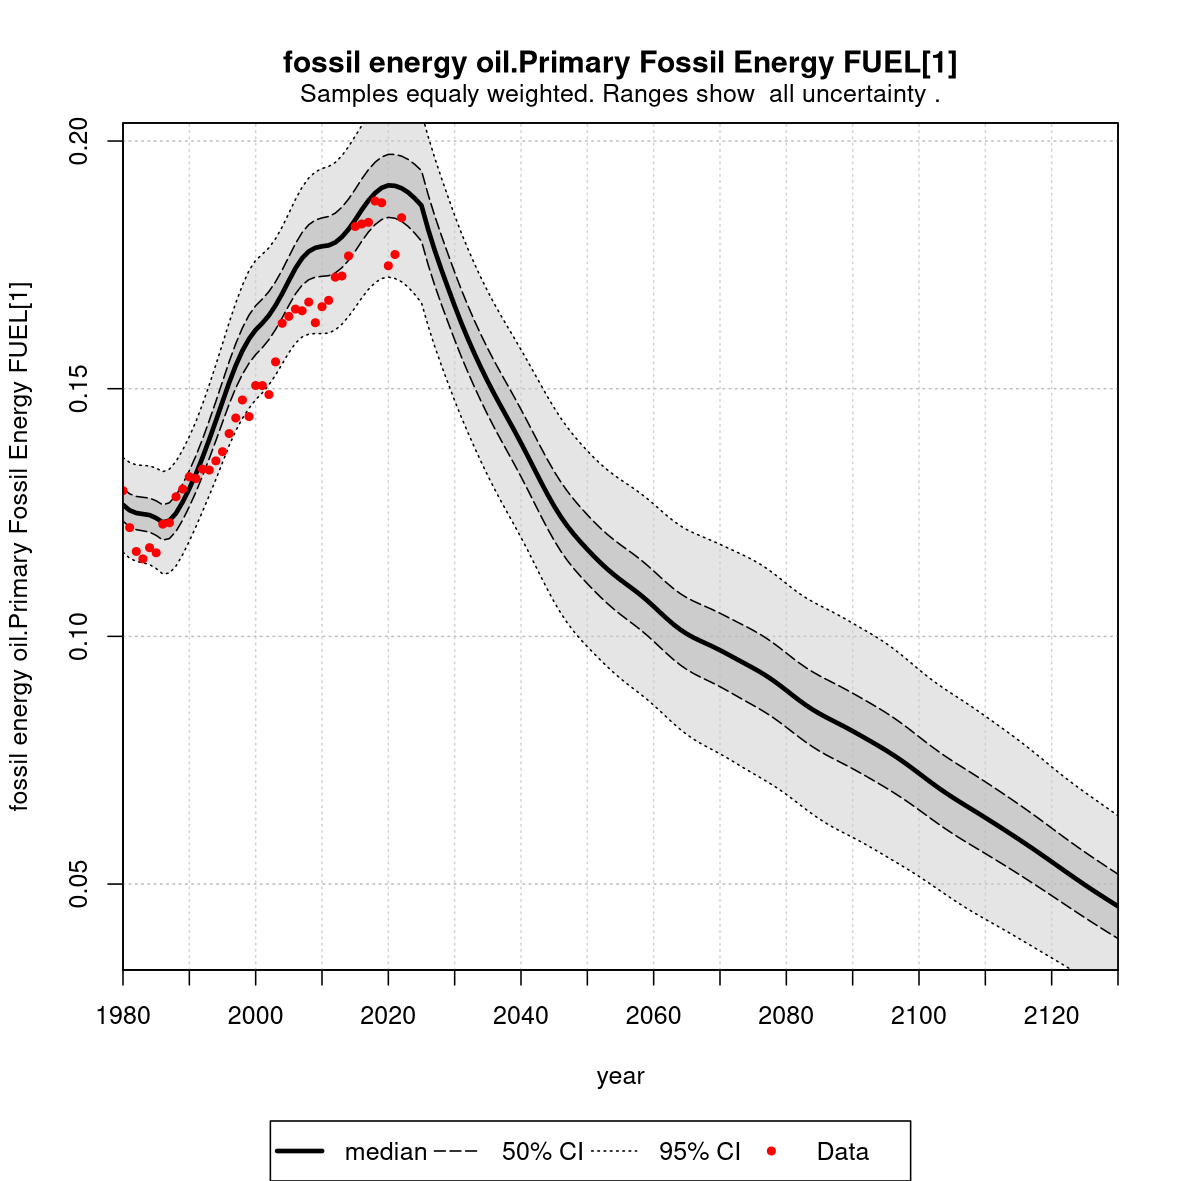 fossil energy oil.Primary Fossil Energy FUEL[1]
Samples equaly weighted. Ranges show  all uncertainty .
fossil energy oil.Primary Fossil Energy FUEL[1]
0.20
0.15
0.10
0.05
1980 2000 2020 2040 2060 2080 2100 2120
year
median 50% CI 95% CI Data